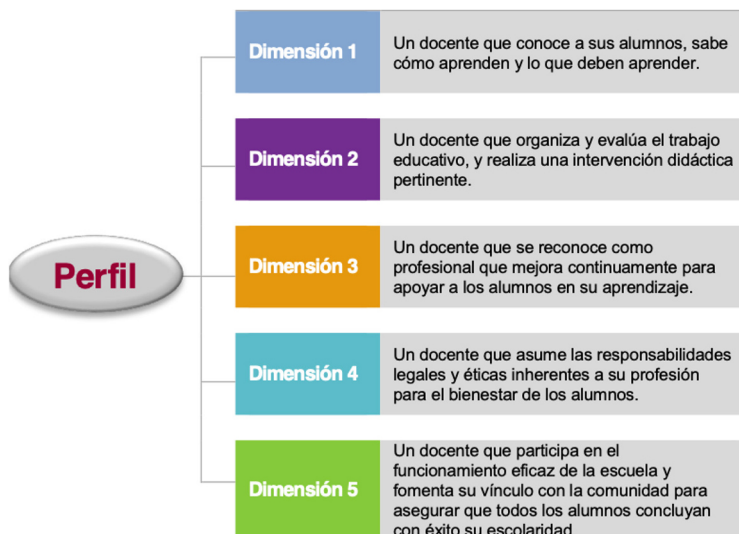 Perfil
Dimensión 1
Un docente que conoce a sus alumnos, sabe
cómo aprenden y lo que deben aprender.
Dimensión 2
Un docente que organiza y evalúa el trabajo
educativo, y realiza una intervención didáctica
pertinente.
Dimensión 3
Un docente que se reconoce como
profesional que mejora continuamente para
apoyar a los alumnos en su aprendizaje.
Dimensión 4
Un docente que asume las responsabilidades
legales y éticas inherentes a su profesión
para el bienestar de los alumnos.
Dimensión 5
Un docente que participa en el
funcionamiento eficaz de la escuela y
fomenta su vínculo con la comunidad para
asegurar que todos los alumnos concluyan
con éxito su escolaridad.